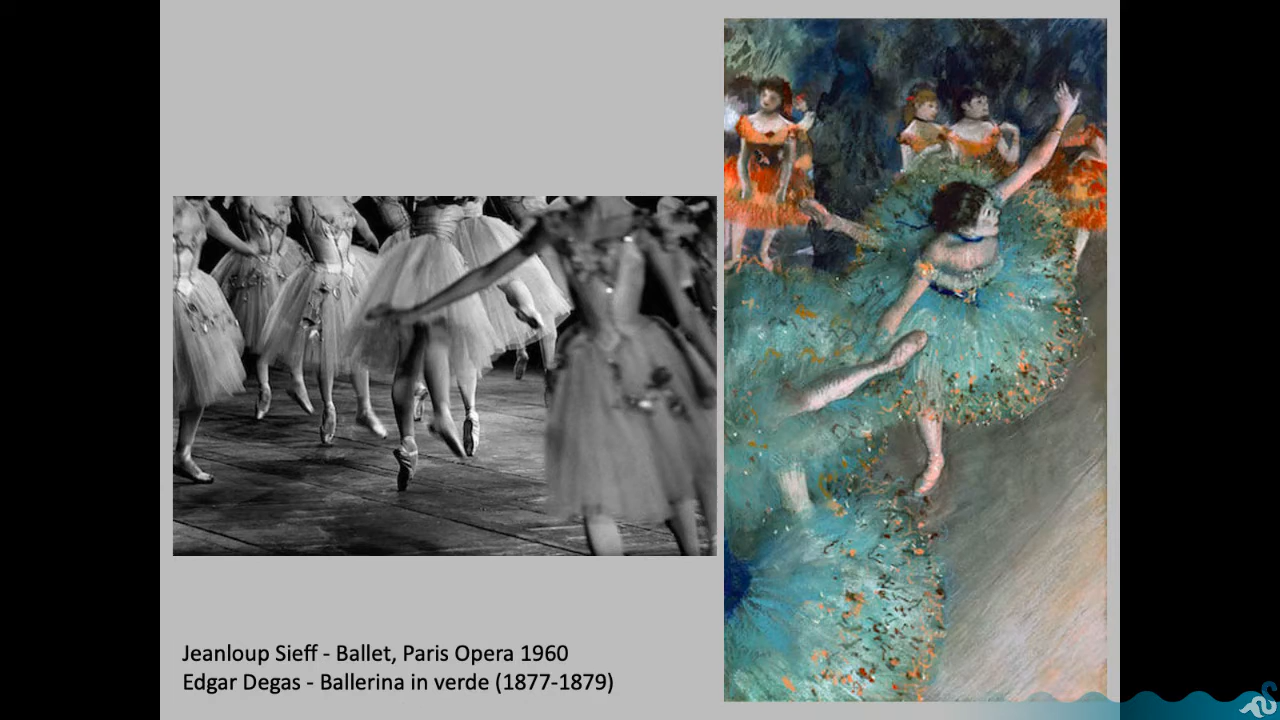 Jeanloup Sieff - Ballet, Paris Opera 1960
Edgar Degas - Ballerina in verde (1877-1879)